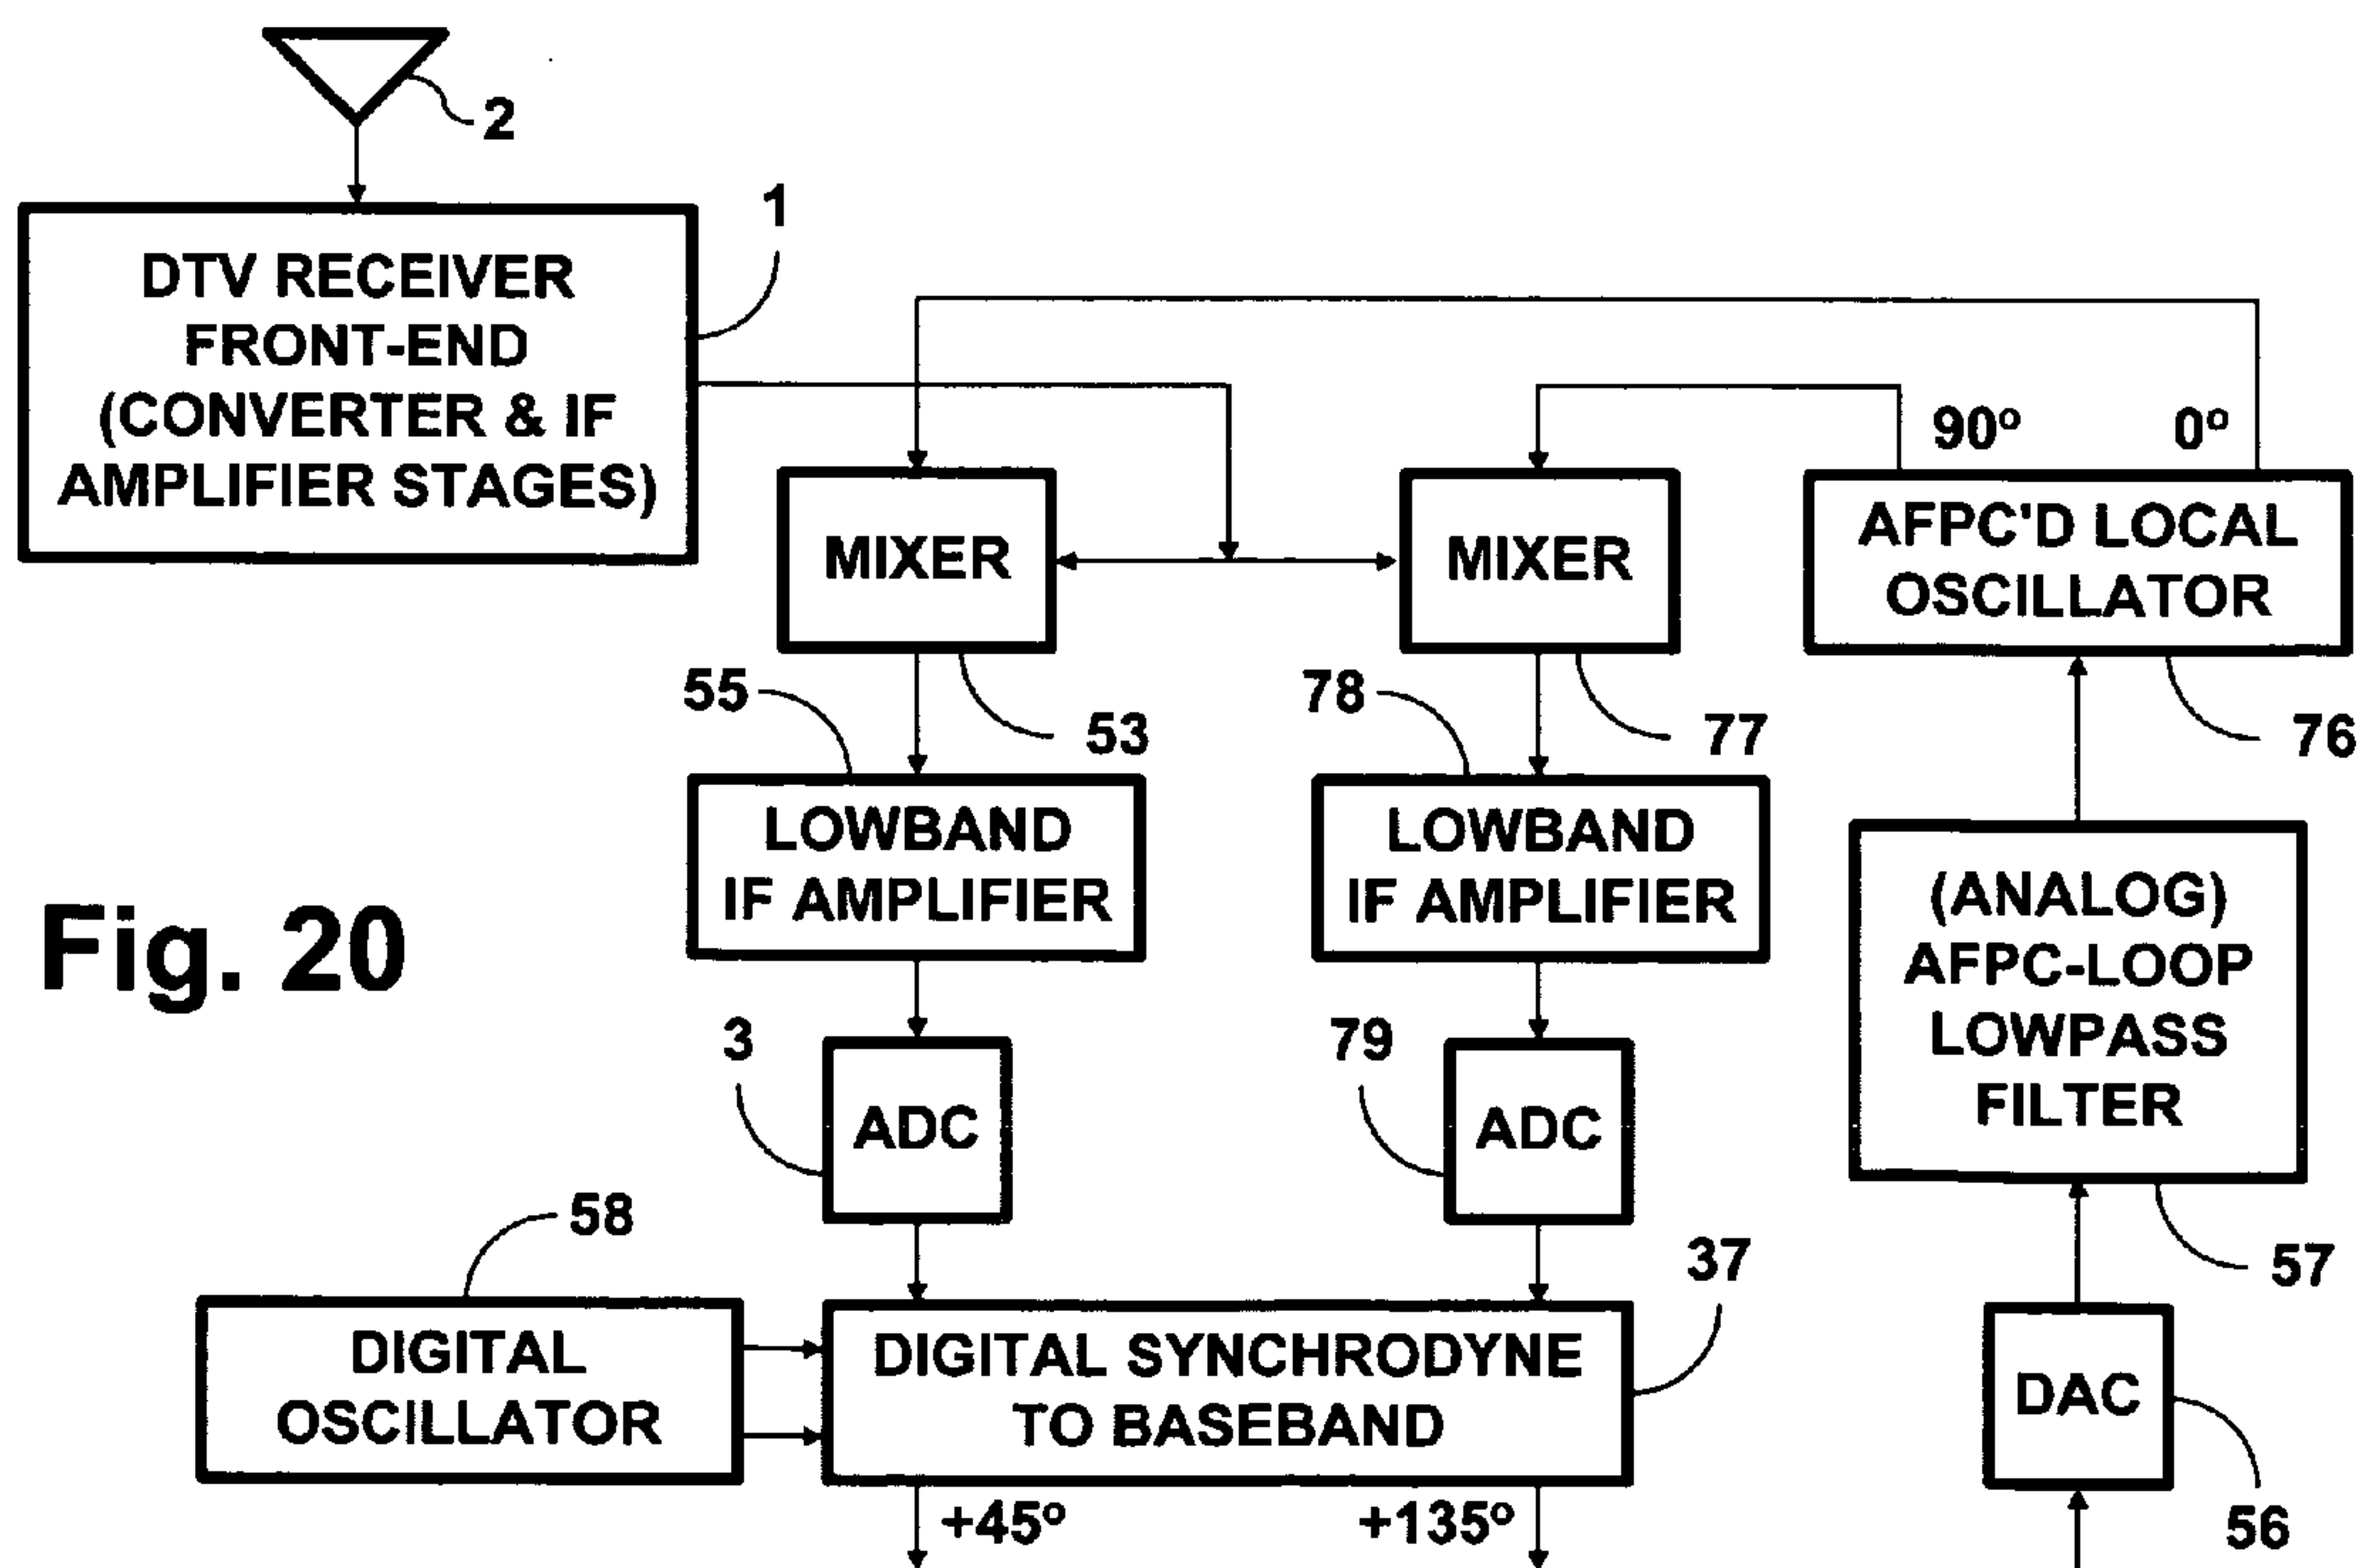 2
1
DTV RECEIVER
FRONT-END
(CONVERTER & IF
AMPLIFIER STAGES)
90°
0°
MIXER
MIXER
AFPC'D LOCAL
OSCILLATOR
55
53
78
77
76
LOWBAND
IF AMPLIFIER
LOWBAND
IF AMPLIFIER
(ANALOG)
AFPC-LOOP
LOWPASS
FILTER
Fig. 20
3
ADC
79
ADC
58
37
57
DIGITAL
OSCILLATOR
DIGITAL SYNCHRODYNE
TO BASEBAND
DAC
+45°
+135°
56